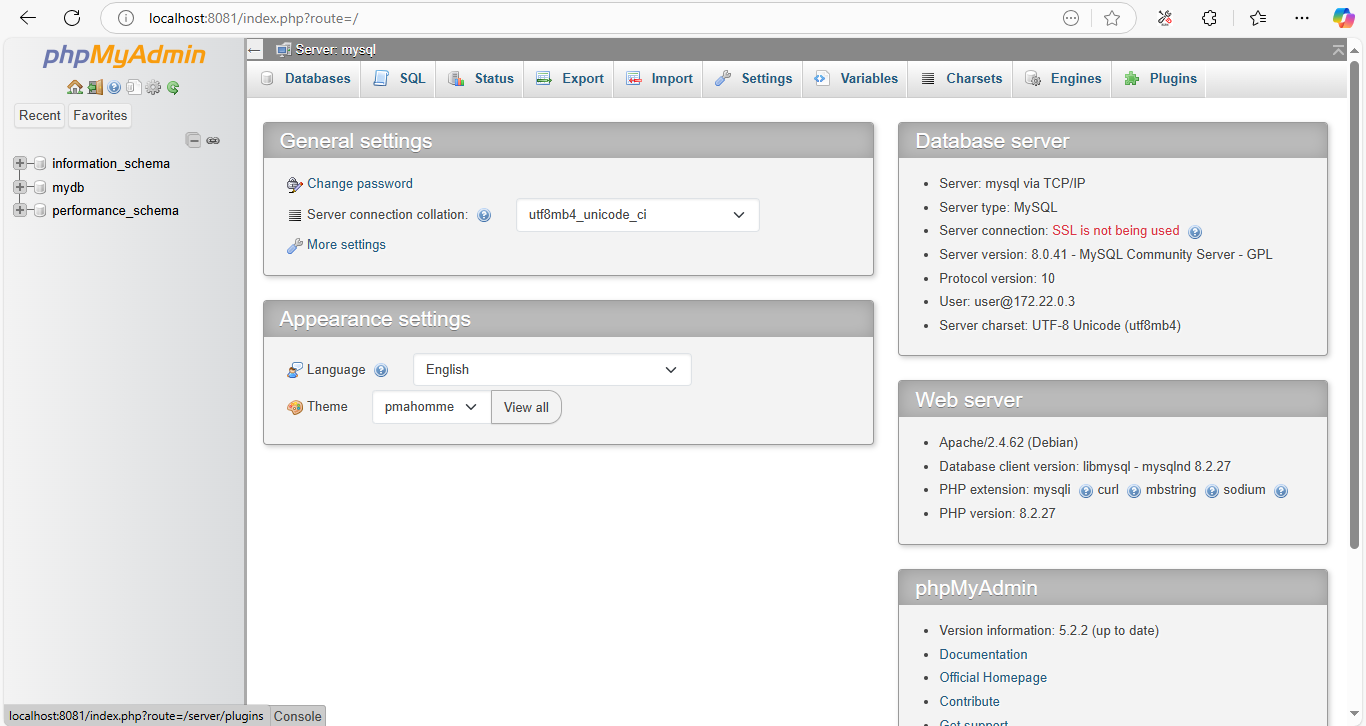 localhost:8081/index.php?route=/
phpMyAdmin
Recent Favorites
information_schema
mydb
performance_schema
Server: mysql
Databases SQL Status Export Import Settings Variables Charsets Engines Plugins
General settings
Change password
Server connection collation: utf8mb4_unicode_ci
More settings
Appearance settings
Language English
Theme pmahomme View all
Database server
Server: mysql via TCP/IP
Server type: MySQL
Server connection: SSL is not being used
Server version: 8.0.41 - MySQL Community Server - GPL
Protocol version: 10
User: user@172.22.0.3
Server charset: UTF-8 Unicode (utf8mb4)
Web server
Apache/2.4.62 (Debian)
Database client version: libmysql - mysqlnd 8.2.27
PHP extension: mysqli curl mbstring sodium
PHP version: 8.2.27
phpMyAdmin
Version information: 5.2.2 (up to date)
Documentation
Official Homepage
Contribute
Get support
localhost:8081/index.php?route=/server/plugins Console